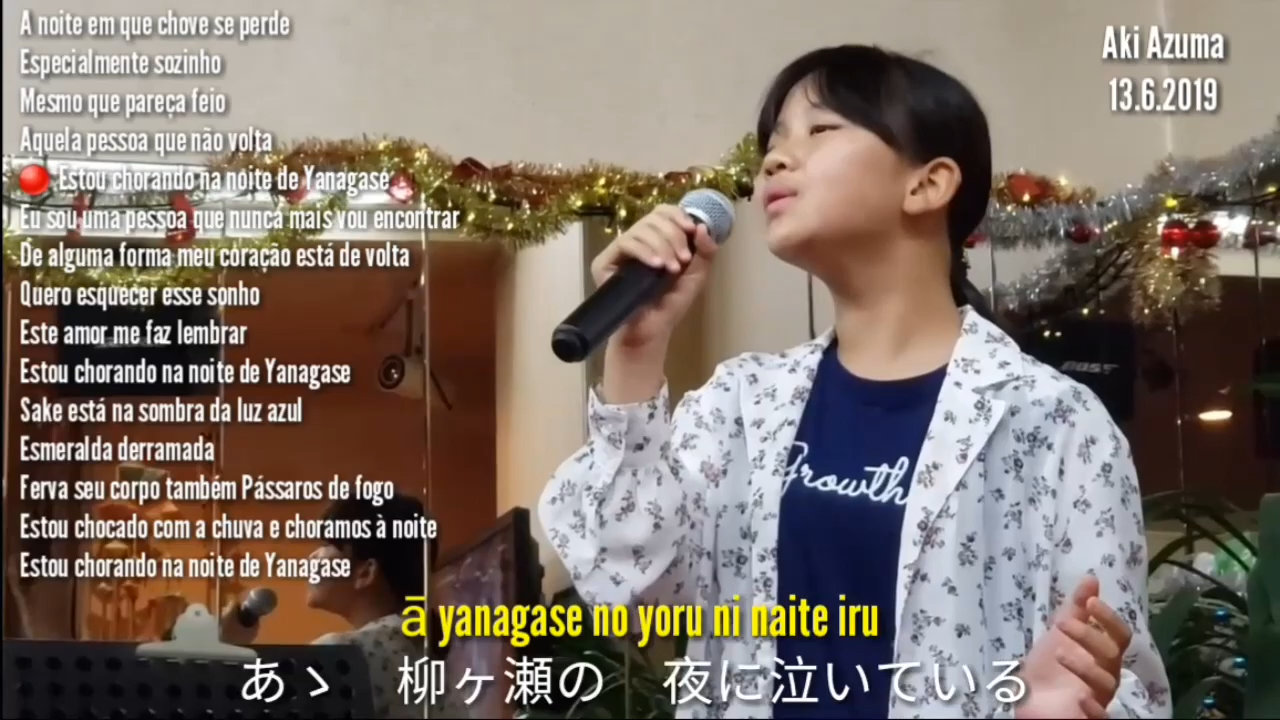 A noite em que chove se perde
Especialmente sozinho
Mesmo que pareça feio
Aquela pessoa que não volta
Estou chorando na noite de Yanagase
Eu sou uma pessoa que nunca mais vou encontrar
De alguma forma meu coração está de volta
Quero esquecer esse sonho
Este amor me faz lembrar
Estou chorando na noite de Yanagase
Sake está na sombra da luz azul
Esmeralda derramada
Ferva seu corpo também Pássaros de fogo
Estou chocado com a chuva e choramos à noite
Estou chorando na noite de Yanagase
Aki Azuma
13.6.2019
BOSE
Growth
ā yanagase no yoru ni naite iru
あゝ 柳ヶ瀬の 夜に泣いている